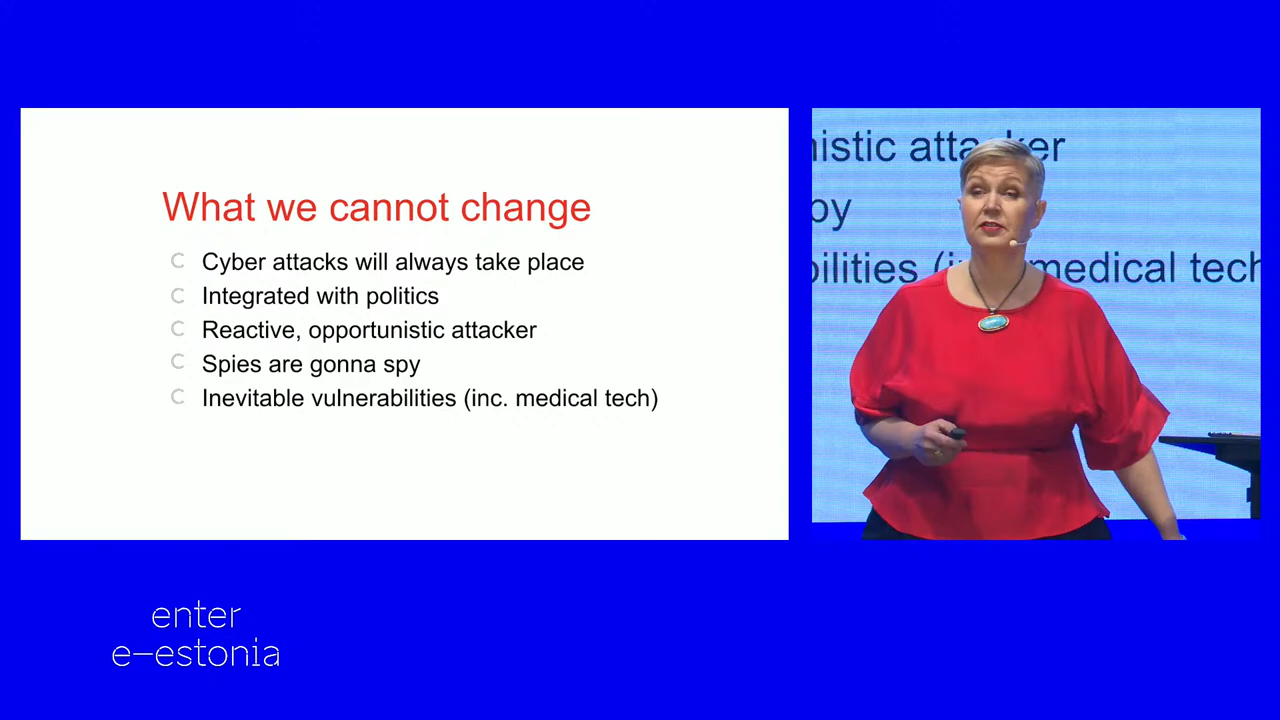 What we cannot change
Cyber attacks will always take place
Integrated with politics
Reactive, opportunistic attacker
Spies are gonna spy
Inevitable vulnerabilities (inc. medical tech)
nistic attacker
py
bilities (inc. medical tech
enter
e–estonia